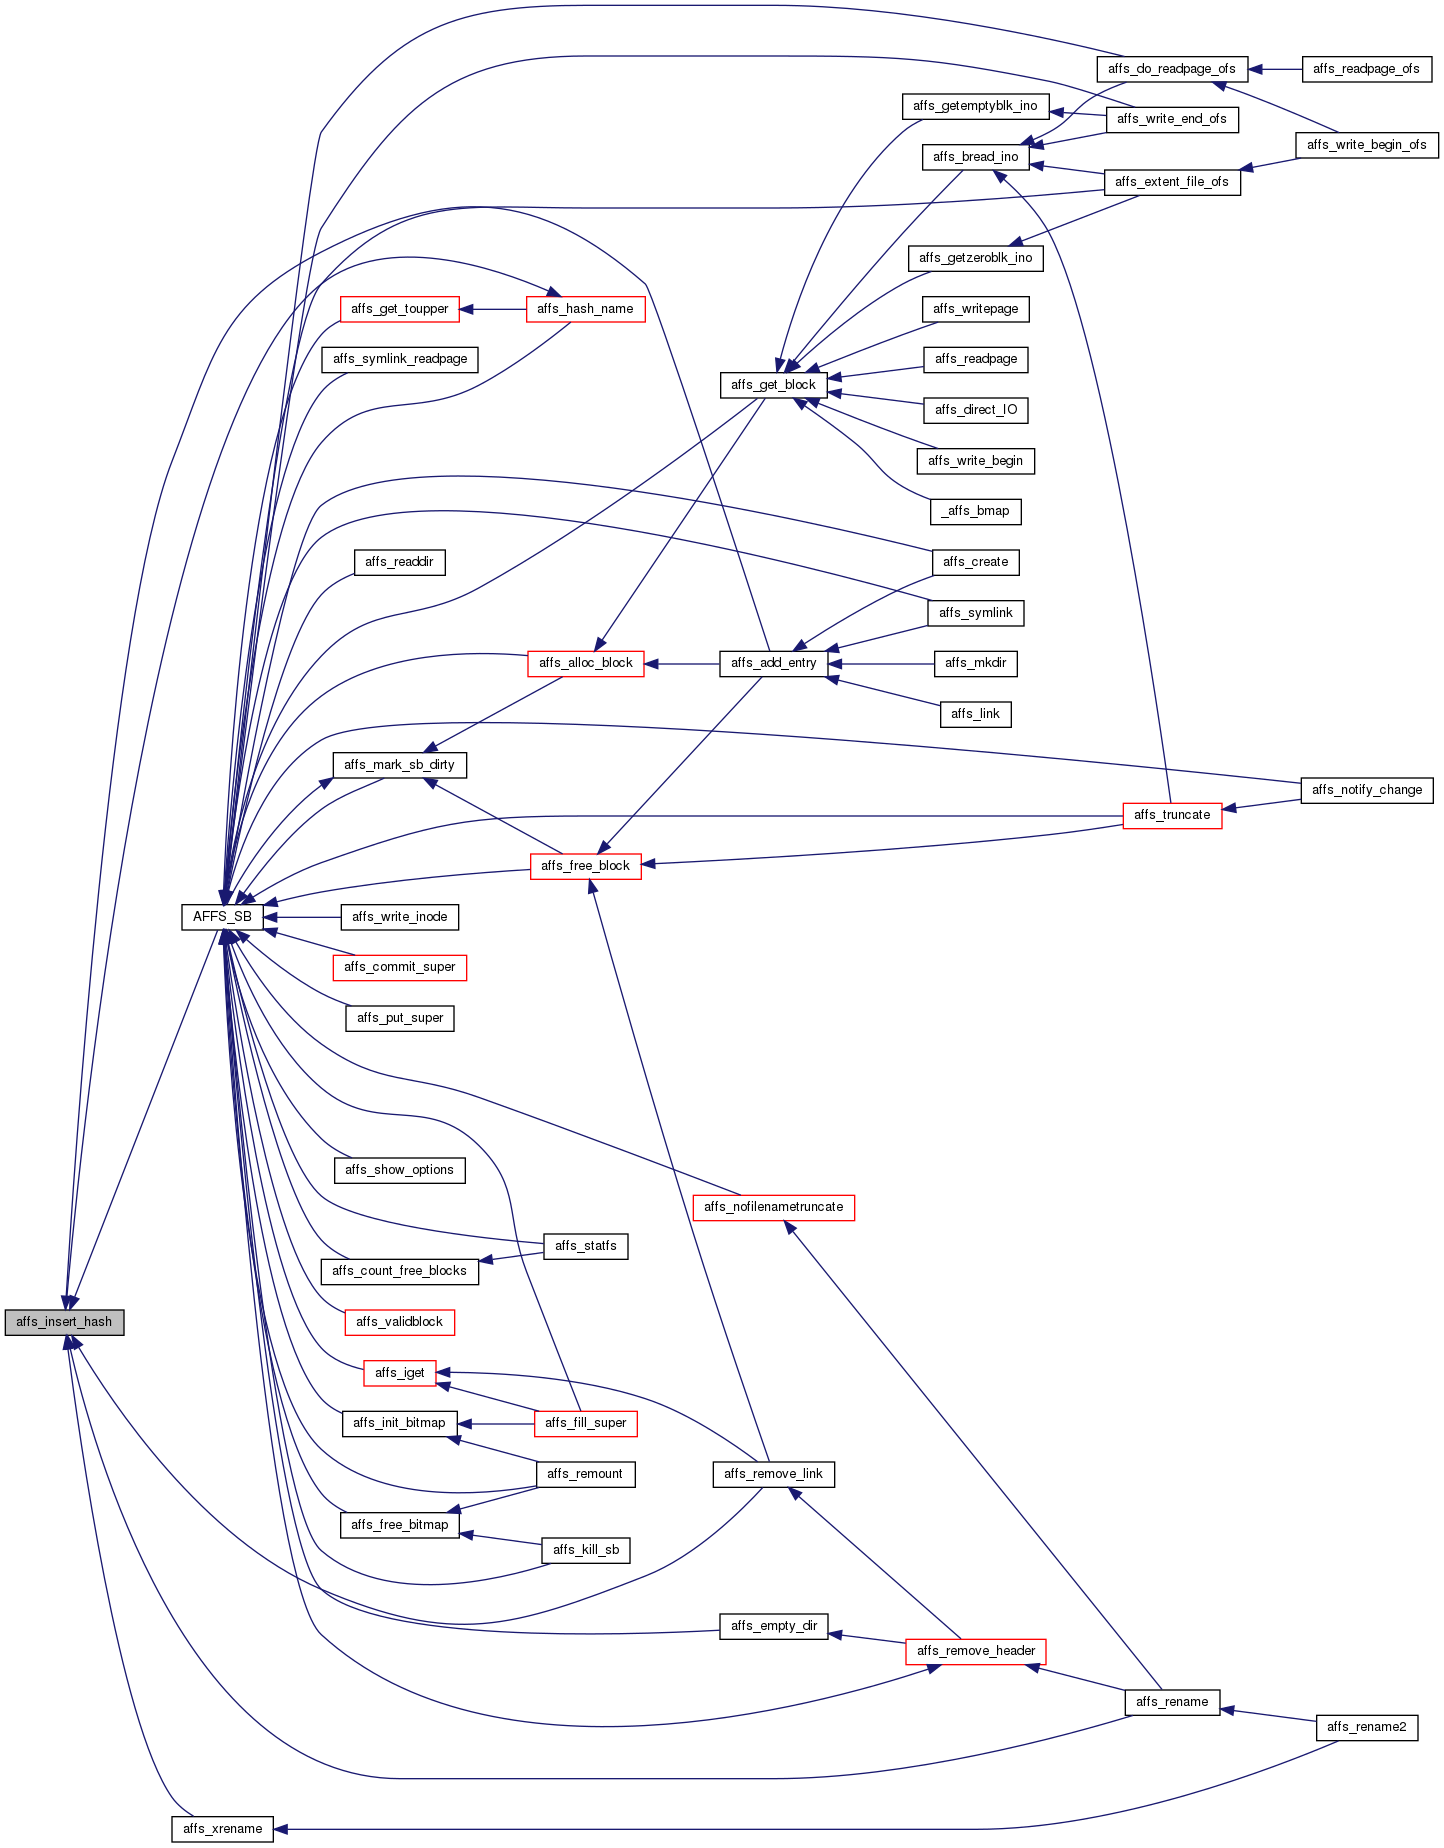 affs_do_readpage_ofs
affs_readpage_ofs
affs_getemptyblk_ino
affs_write_end_ofs
affs_write_begin_ofs
affs_bread_ino
affs_extent_file_ofs
affs_getzeroblk_ino
affs_get_toupper
affs_hash_name
affs_writepage
affs_symlink_readpage
affs_readpage
affs_get_block
affs_direct_IO
affs_write_begin
_affs_bmap
affs_readdir
affs_create
affs_symlink
affs_alloc_block
affs_add_entry
affs_mkdir
affs_link
affs_mark_sb_dirty
affs_notify_change
affs_truncate
affs_free_block
AFFS_SB
affs_write_inode
affs_commit_super
affs_put_super
affs_show_options
affs_nofilenametruncate
affs_statfs
affs_count_free_blocks
affs_insert_hash
affs_validblock
affs_iget
affs_init_bitmap
affs_fill_super
affs_remount
affs_remove_link
affs_free_bitmap
affs_kill_sb
affs_empty_dir
affs_remove_header
affs_rename
affs_rename2
affs_xrename